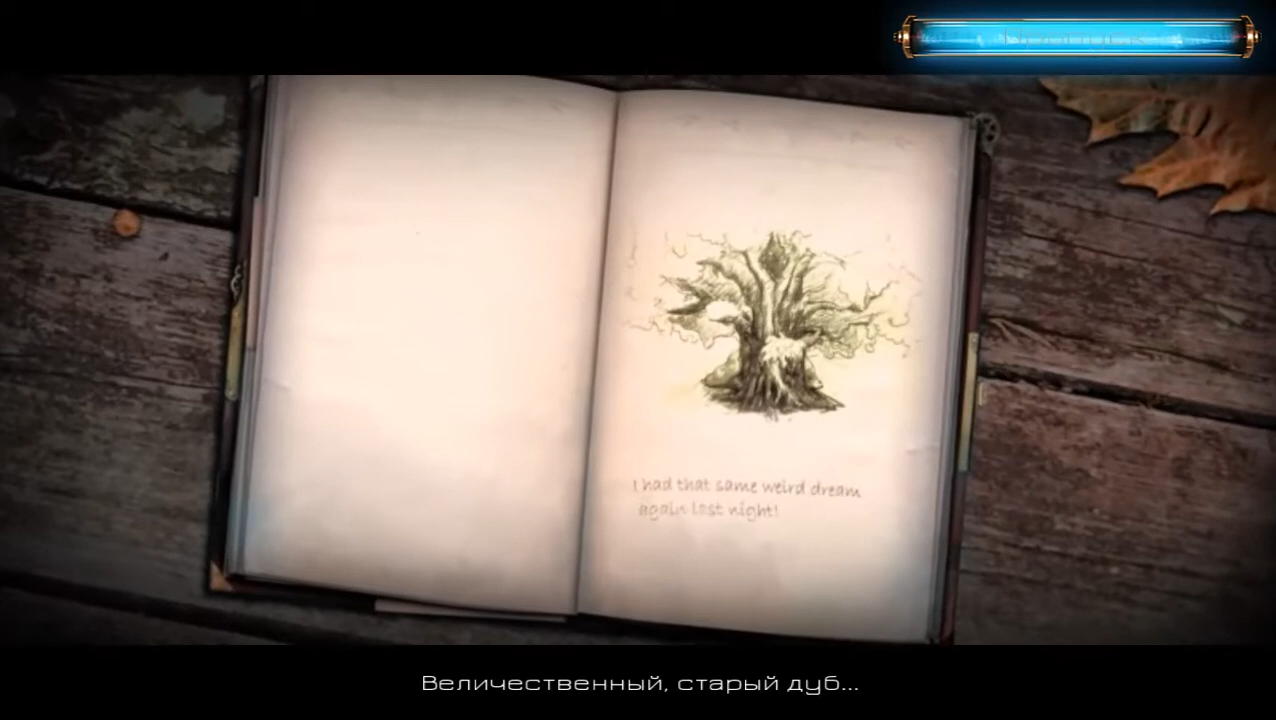 I had that same weird dream
again last night!
Величественный, старый дуб...